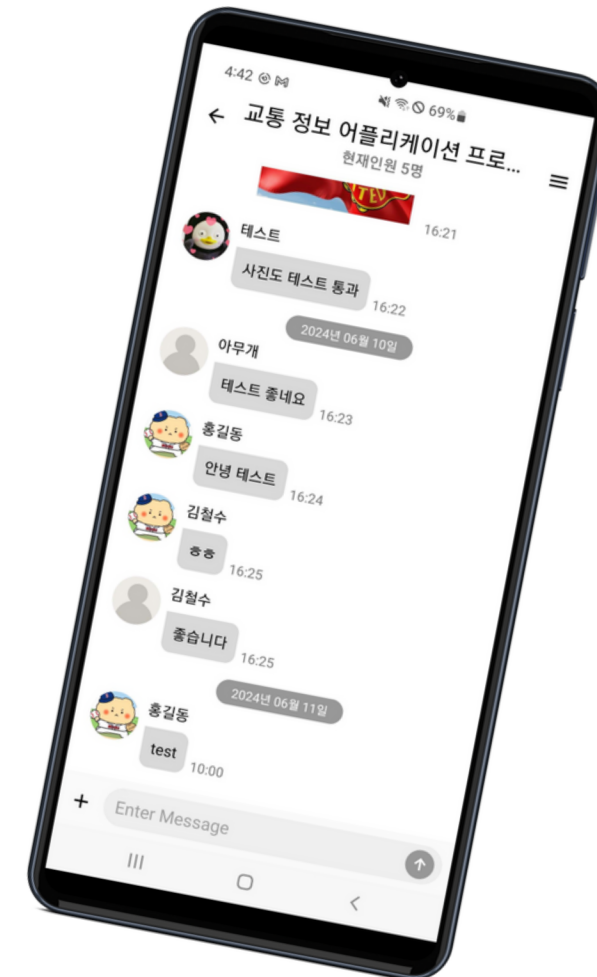 4:42 69%
교통 정보 어플리케이션 프로...
현재인원 5명
TEV
16:21
테스트
사진도 테스트 통과
16:22
2024년 06월 10일
아무개
테스트 좋네요
16:23
홍길동
안녕 테스트
16:24
김철수
ㅎㅎ
16:25
김철수
좋습니다
16:25
2024년 06월 11일
홍길동
test
10:00
+ Enter Message